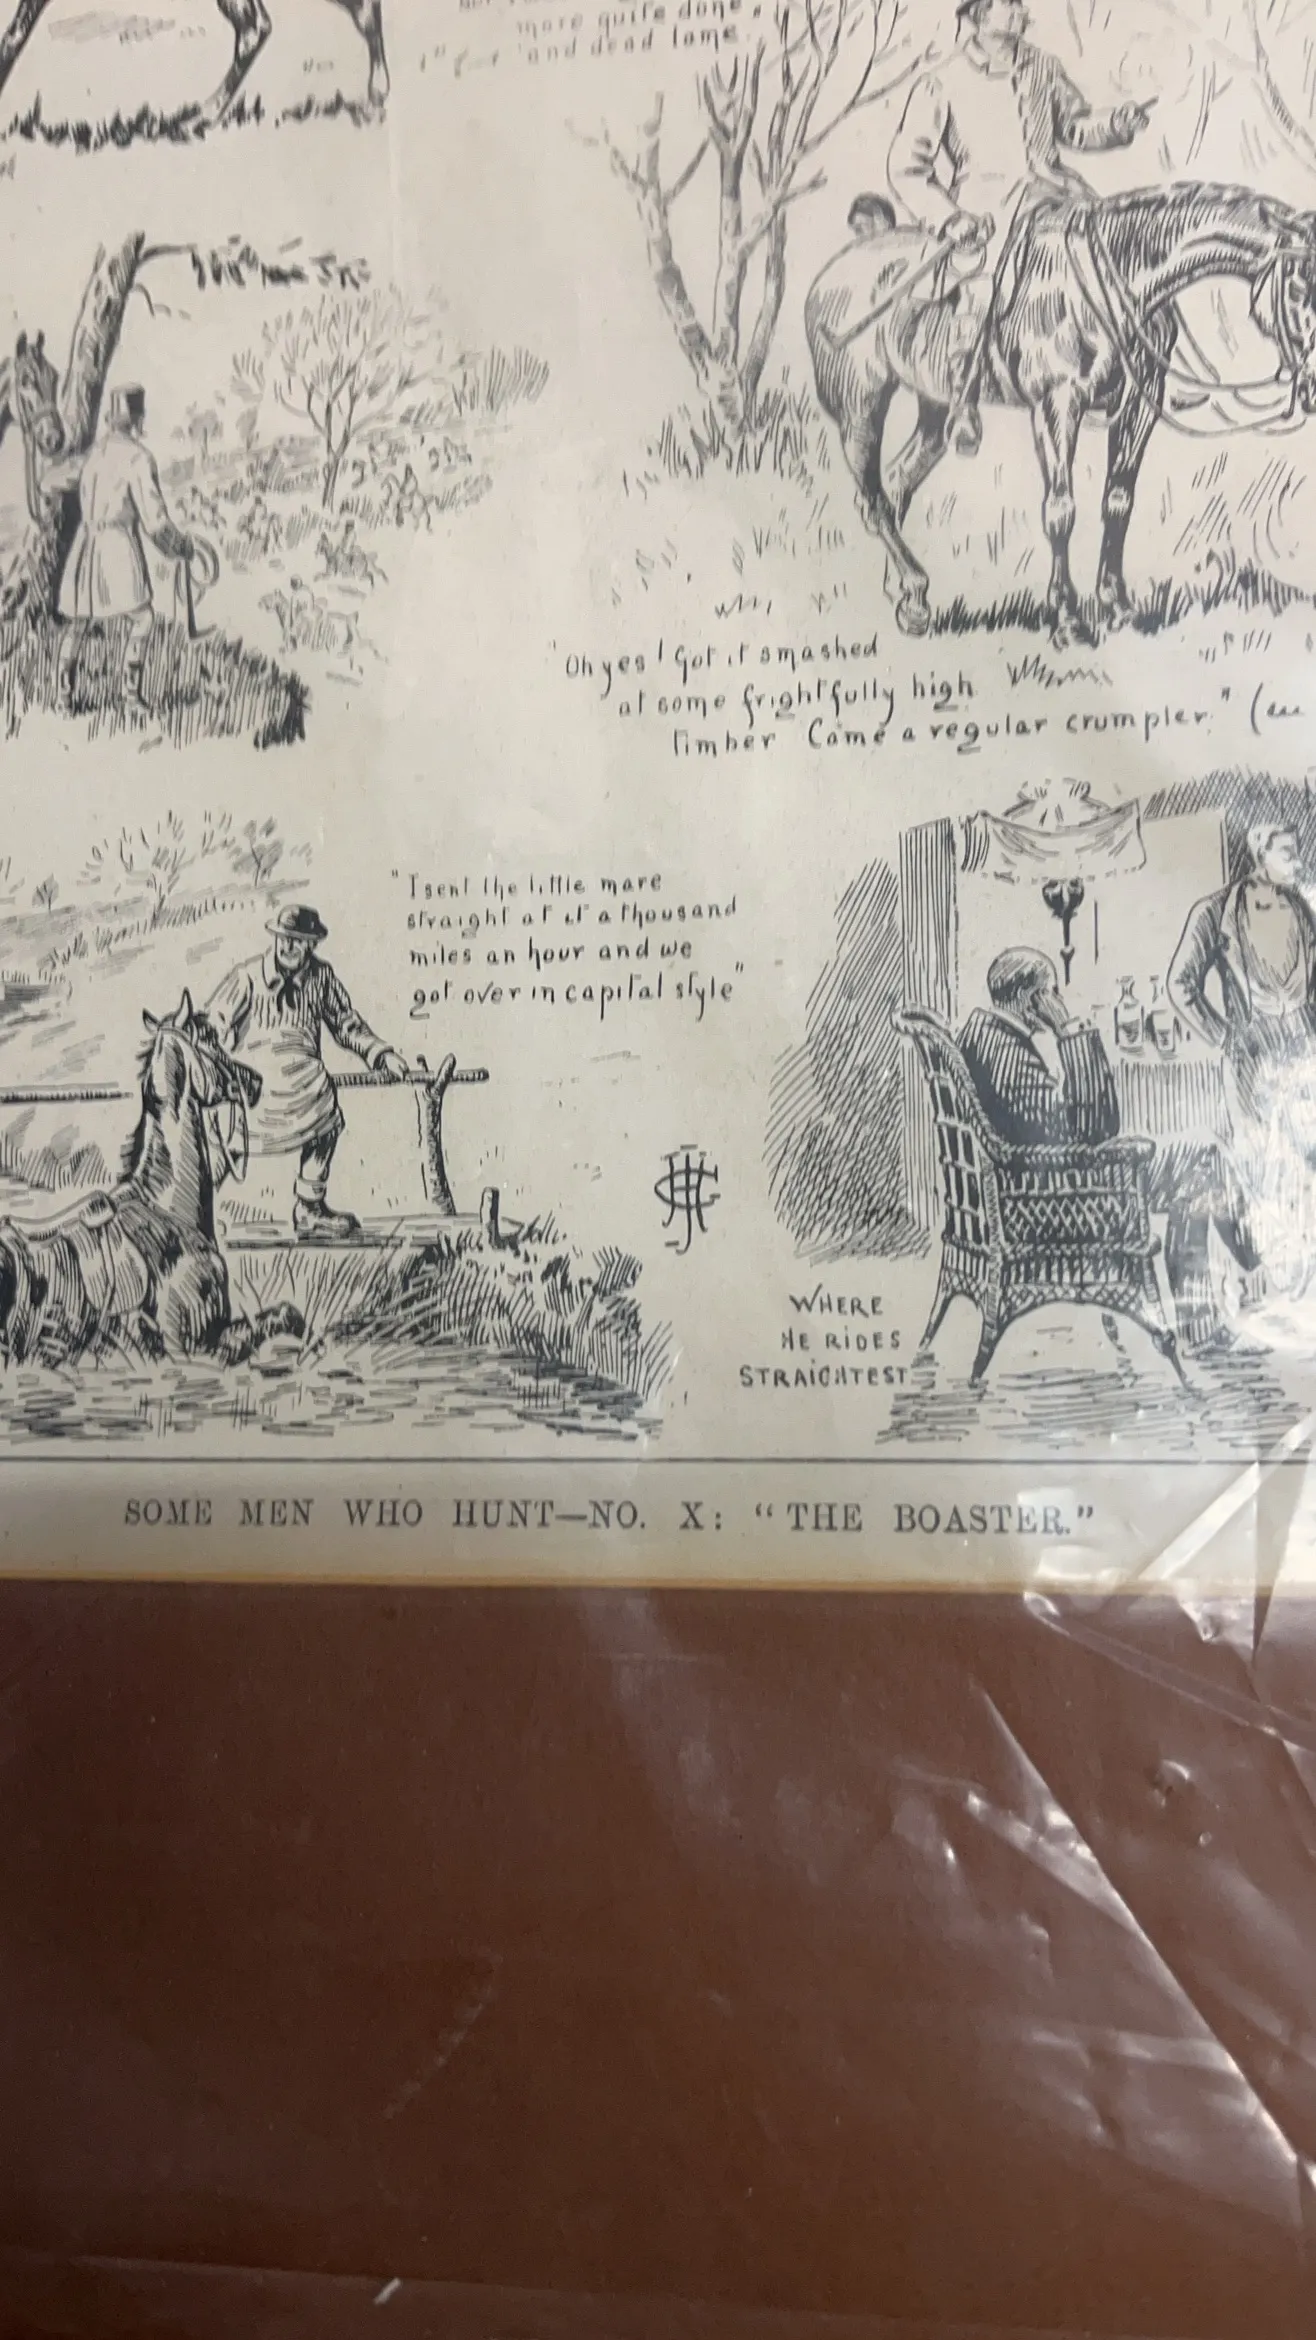 more quite done,
and dead lame
"Oh yes! Got it smashed
at some frightfully high
timber Came a regular crumpler." (
"I sent the little mare
straight at it a thousand
miles an hour and we
got over in capital style"
WHERE
HE RIDES
STRAIGHTEST
SOME MEN WHO HUNT—NO. X: "THE BOASTER."